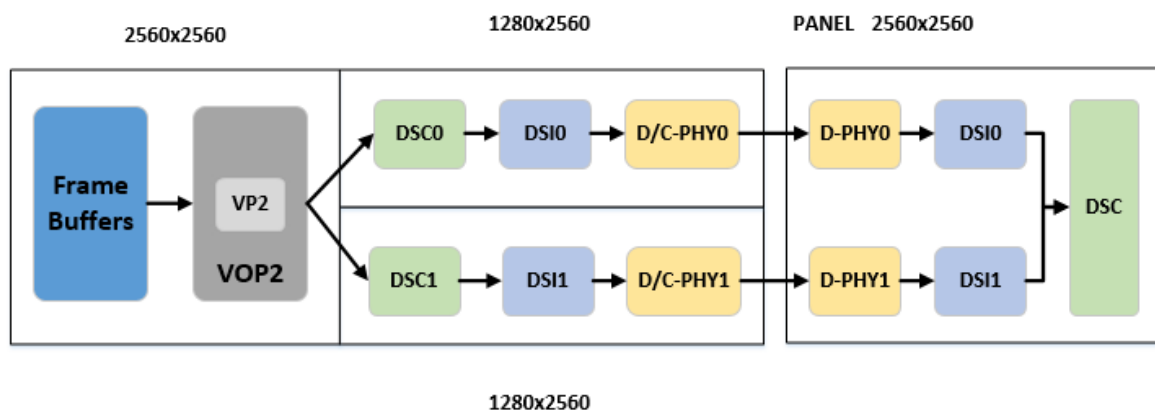 2560x2560
1280x2560
PANEL 2560x2560
Frame
Buffers
VP2
VOP2
DSC0
DSI0
D/C-PHY0
D-PHY0
DSI0
DSC
DSC1
DSI1
D/C-PHY1
D-PHY1
DSI1
1280x2560